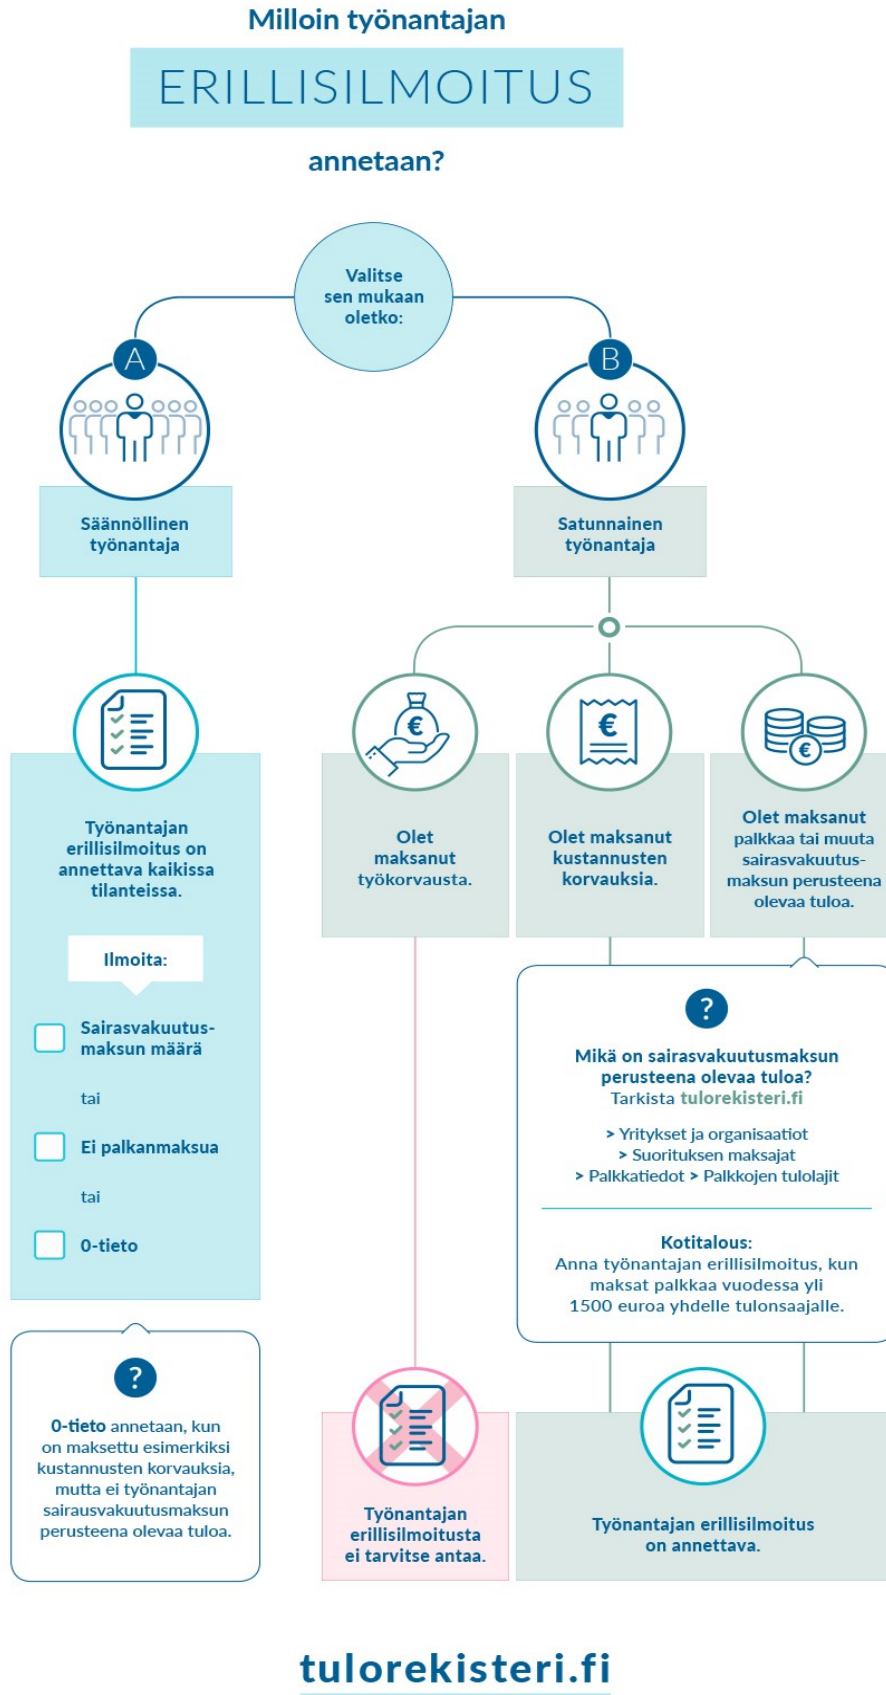 Milloin työnantajan
ERILLISILMOITUS
annetaan?
Valitse
sen mukaan
oletko:
A
B
Säännöllinen
työnantaja
Satunnainen
työnantaja
Työnantajan
erillisilmoitus on
annettava kaikissa
tilanteissa.
Ilmoita:
Sairasvakuutus-
maksun määrä
tai
Ei palkanmaksua
tai
0-tieto
?
0-tieto annetaan, kun
on maksettu esimerkiksi
kustannusten korvauksia,
mutta ei työnantajan
sairausvakuutusmaksun
perusteena olevaa tuloa.
€
Olet
maksanut
työkorvausta.
€
Olet maksanut
kustannusten
korvauksia.
€
Olet maksanut
palkkaa tai muuta
sairasvakuutus-
maksun perusteena
olevaa tuloa.
?
Mikä on sairasvakuutusmaksun
perusteena olevaa tuloa?
Tarkista tulorekisteri.fi
> Yritykset ja organisaatiot
> Suorituksen maksajat
> Palkkatiedot > Palkkojen tulolajit
Kotitalous:
Anna työnantajan erillisilmoitus, kun
maksat palkkaa vuodessa yli
1500 euroa yhdelle tulonsaajalle.
Työnantajan
erillisilmoitusta
ei tarvitse antaa.
Työnantajan erillisilmoitus
on annettava.
tulorekisteri.fi